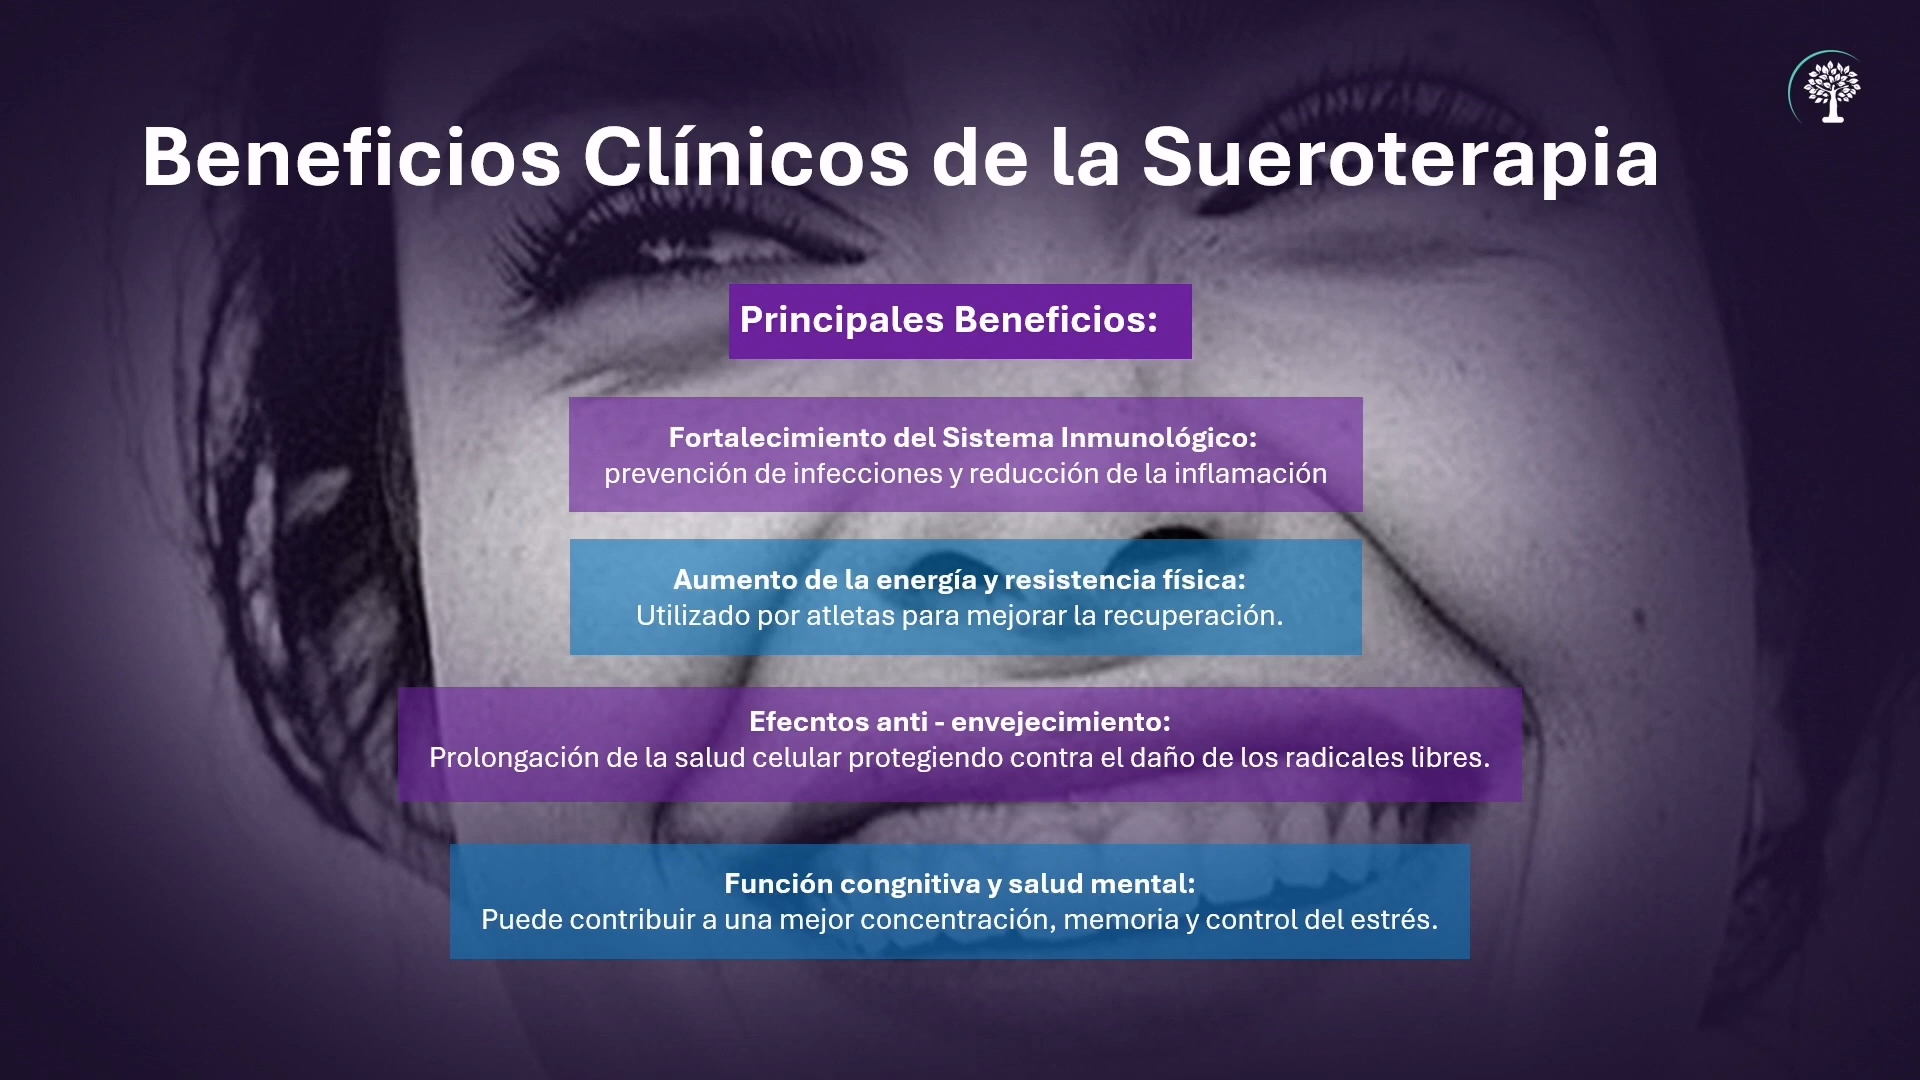 Beneficios Clínicos de la Sueroterapia
Principales Beneficios:
Fortalecimiento del Sistema Inmunológico:
prevención de infecciones y reducción de la inflamación
Aumento de la energía y resistencia física:
Utilizado por atletas para mejorar la recuperación.
Efecntos anti - envejecimiento:
Prolongación de la salud celular protegiendo contra el daño de los radicales libres.
Función congnitiva y salud mental:
Puede contribuir a una mejor concentración, memoria y control del estrés.